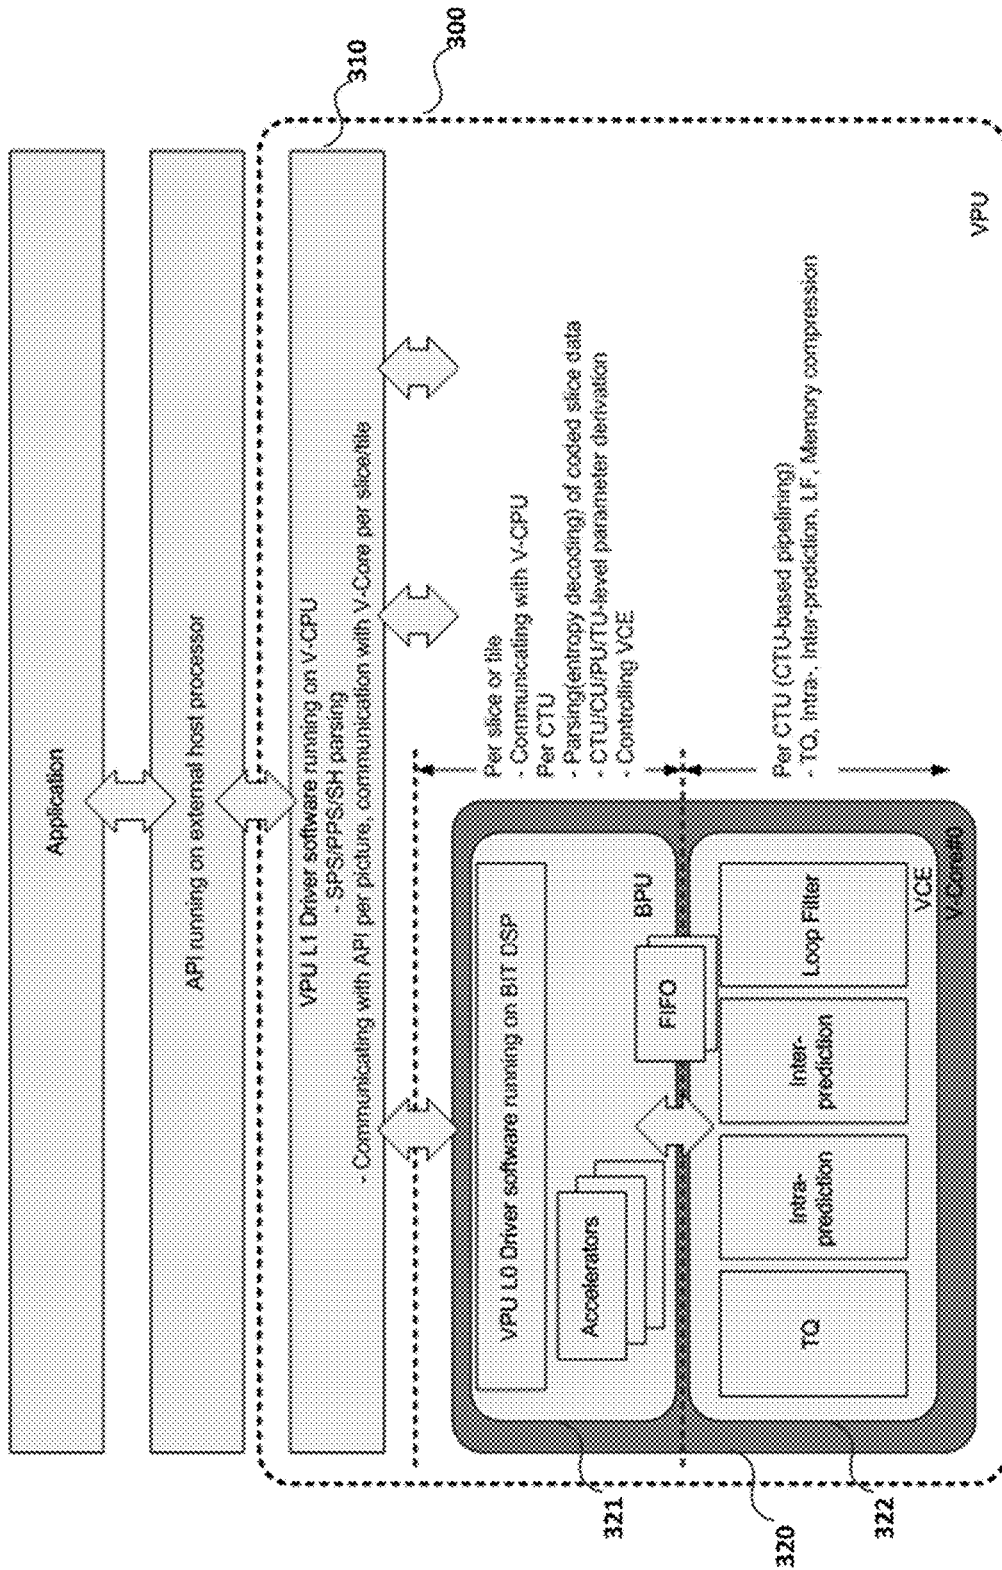 Application
API running on external host processor
300
310
VPU L1 Driver software running on V-CPU
- SPS/PPS/SH parsing
- Communicating with API per picture, communication with V-Core per slice/tile
VPU L0 Driver software running on BIT DSP
Accelerators
BPU
FIFO
Per slice or tile
- Communicating with V-CPU
Per CTU
- Parsing(entropy decoding) of coded slice data
- CTU/CU/PU/TU-level parameter derivation
- Controlling VCE
321
320
322
TQ
Intra-
prediction
Inter-
prediction
Loop Filter
VCE
V-Core#0
Per CTU (CTU-based pipelining)
- TQ, Intra-, Inter-prediction, LF, Memory compression
VPU